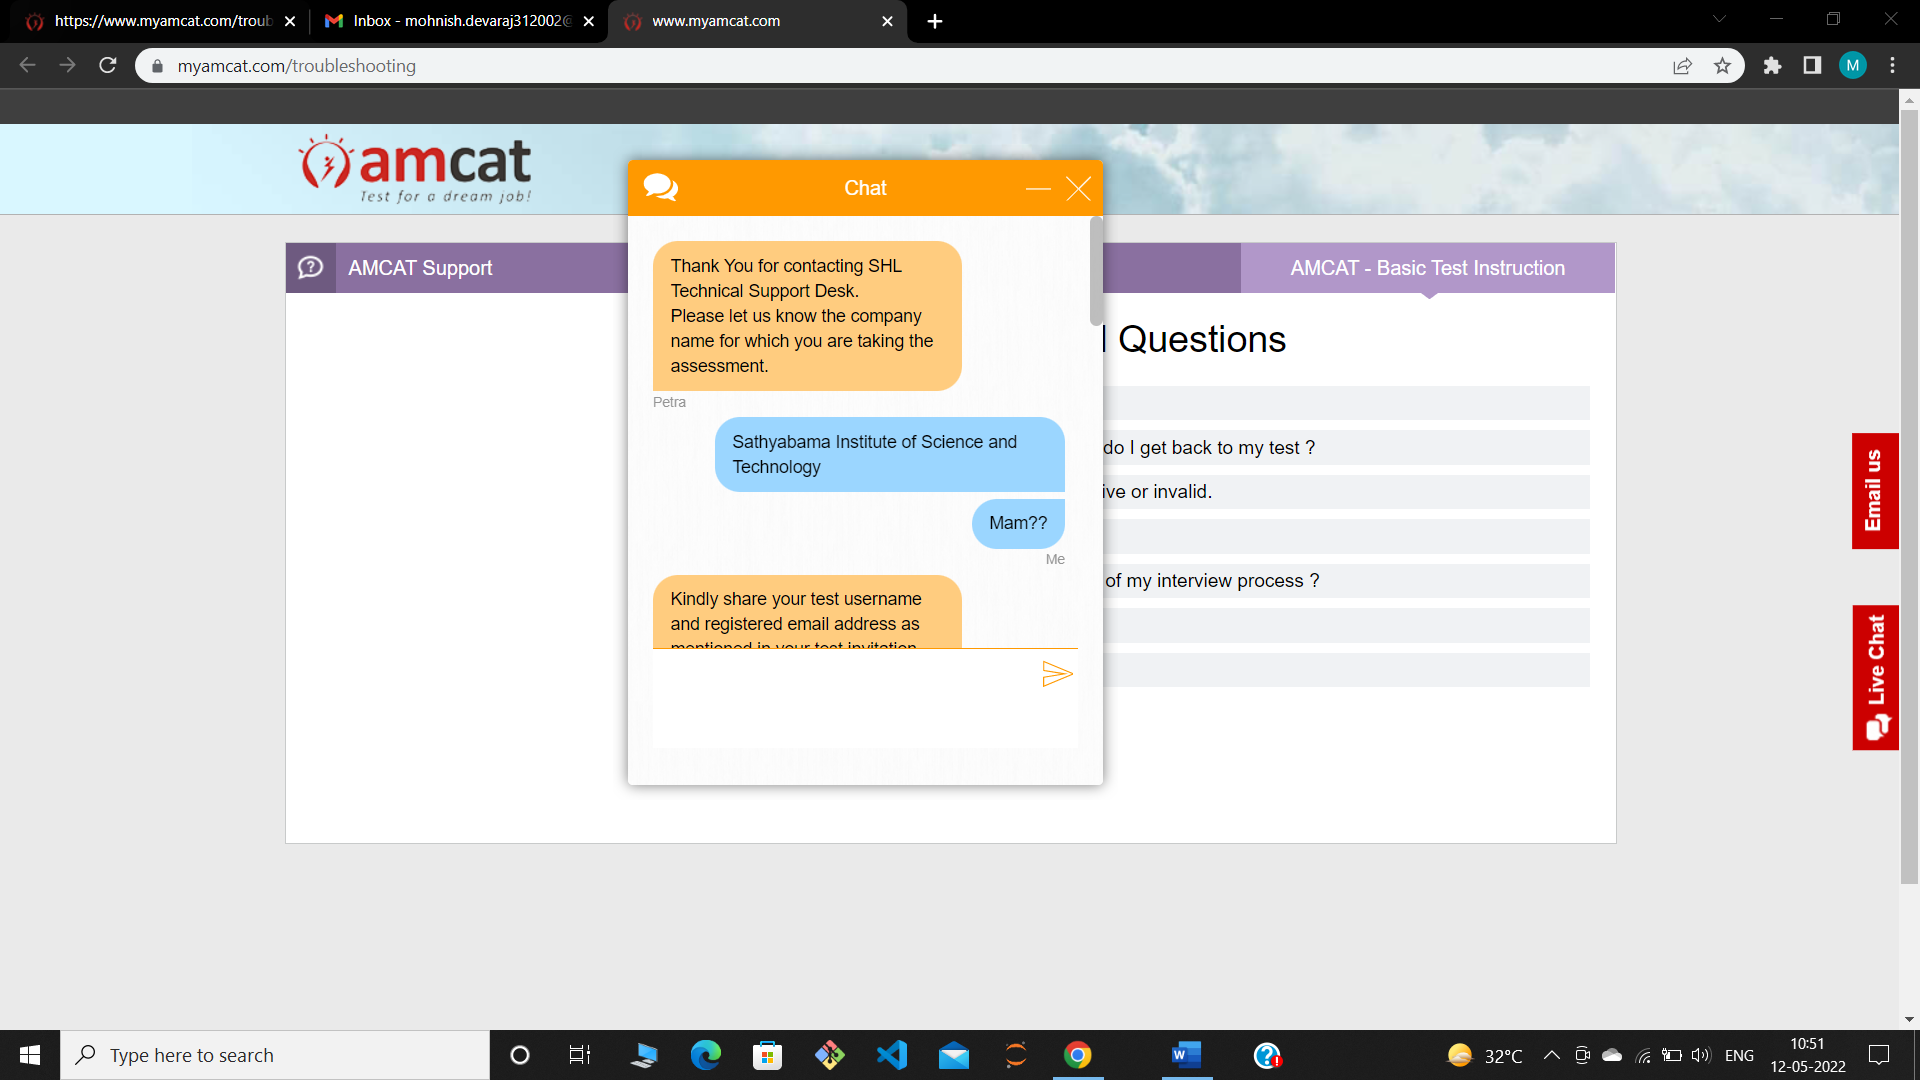 https://www.myamcat.com/troub
Inbox - mohnish.devaraj312002@
www.myamcat.com
myamcat.com/troubleshooting
M
amcat
Test for a dream job!
AMCAT Support
AMCAT - Basic Test Instruction
Chat
Thank You for contacting SHL
Technical Support Desk.
Please let us know the company
name for which you are taking the
assessment.
Petra
Sathyabama Institute of Science and
Technology
Mam??
Me
Kindly share your test username
and registered email address as
mentioned in your test invitation
Questions
do I get back to my test ?
ive or invalid.
of my interview process ?
Email us
Live Chat
Type here to search
32°C
ENG
10:51
12-05-2022